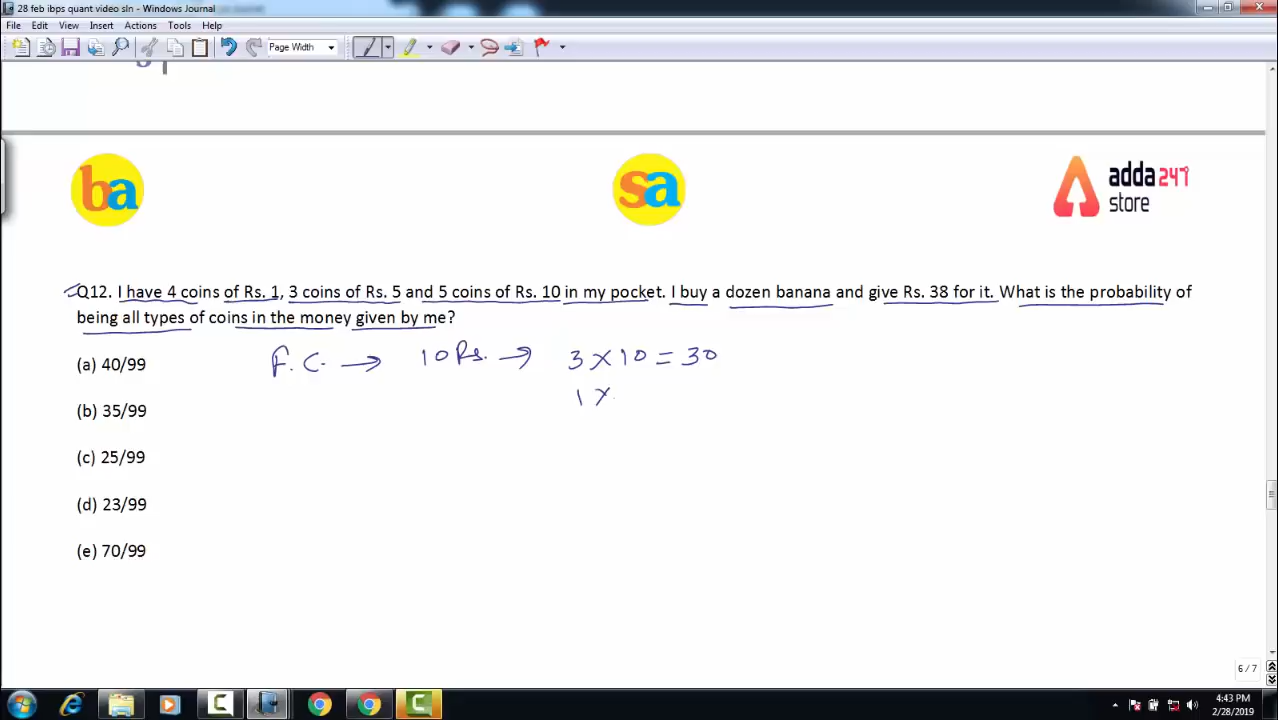 28 feb ibps quant video sln - Windows Journal
File Edit View Insert Actions Tools Help
Page Width
ba
sa
adda 247
store
Q12. I have 4 coins of Rs. 1, 3 coins of Rs. 5 and 5 coins of Rs. 10 in my pocket. I buy a dozen banana and give Rs. 38 for it. What is the probability of
being all types of coins in the money given by me?
F.C. → 10 Rs. → 3 × 10 = 30
1 ×
(a) 40/99
(b) 35/99
(c) 25/99
(d) 23/99
(e) 70/99
6 / 7
4:43 PM
2/28/2019